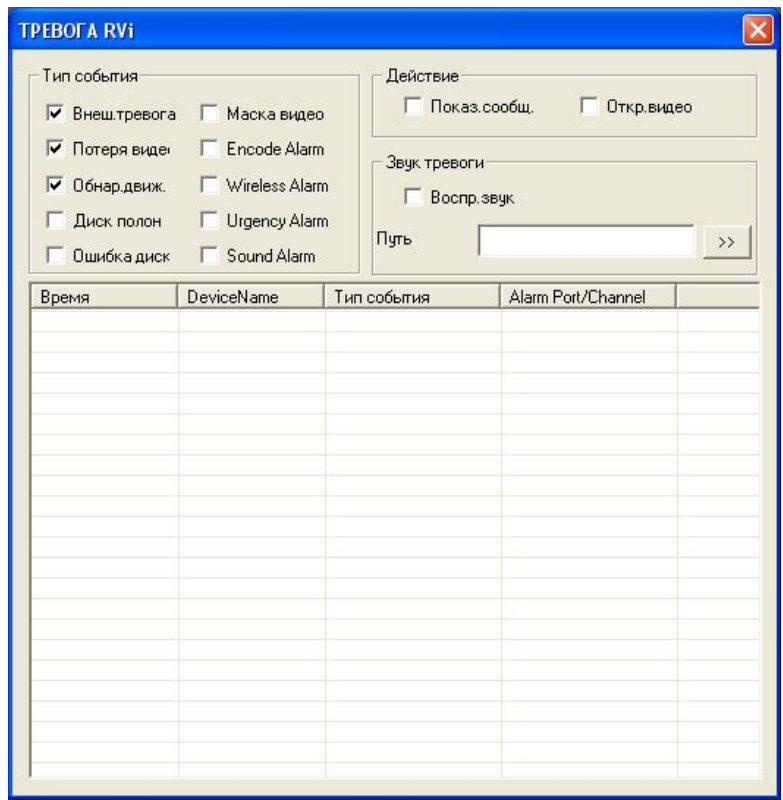 ТРЕВОГА RVi
Тип события
Внеш.тревога
Потеря виде
Обнар.движ.
Диск полон
Ошибка диск
Маска видео
Encode Alarm
Wireless Alarm
Urgency Alarm
Sound Alarm
Действие
Показ.сообщ. Откр.видео
Звук тревоги
Воспр.звук
Путь >>
Время DeviceName Тип события Alarm Port/Channel